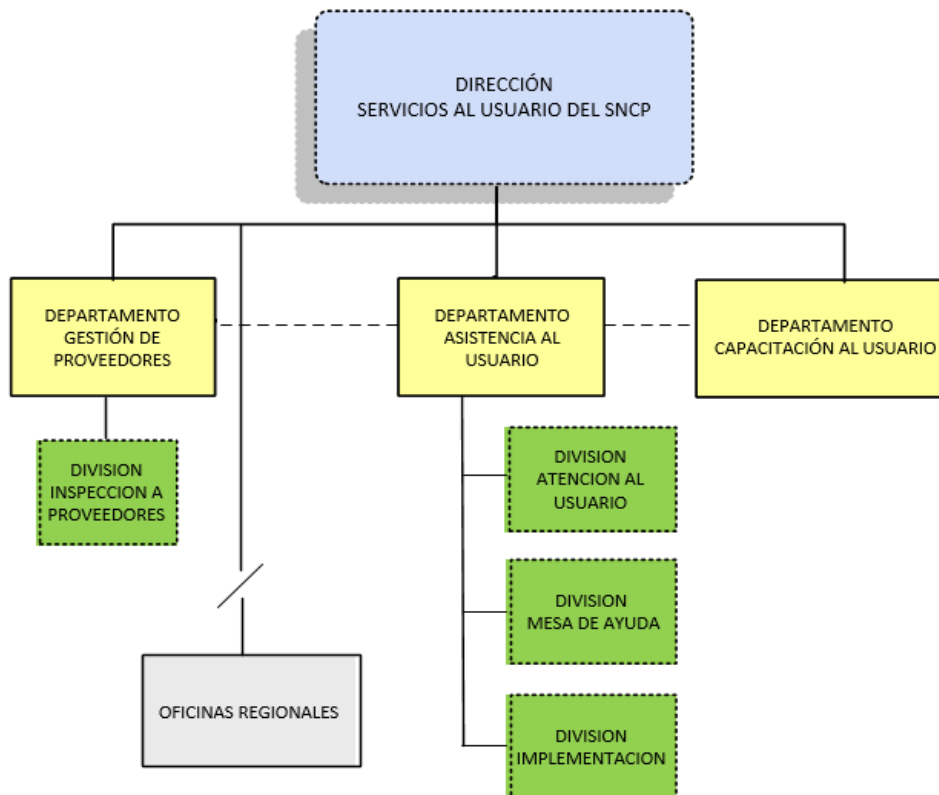 DIRECCIÓN
SERVICIOS AL USUARIO DEL SNCP
DEPARTAMENTO
GESTIÓN DE
PROVEEDORES
DEPARTAMENTO
ASISTENCIA AL
USUARIO
DEPARTAMENTO
CAPACITACIÓN AL USUARIO
DIVISION
INSPECCION A
PROVEEDORES
DIVISION
ATENCION AL
USUARIO
DIVISION
MESA DE AYUDA
OFICINAS REGIONALES
DIVISION
IMPLEMENTACION